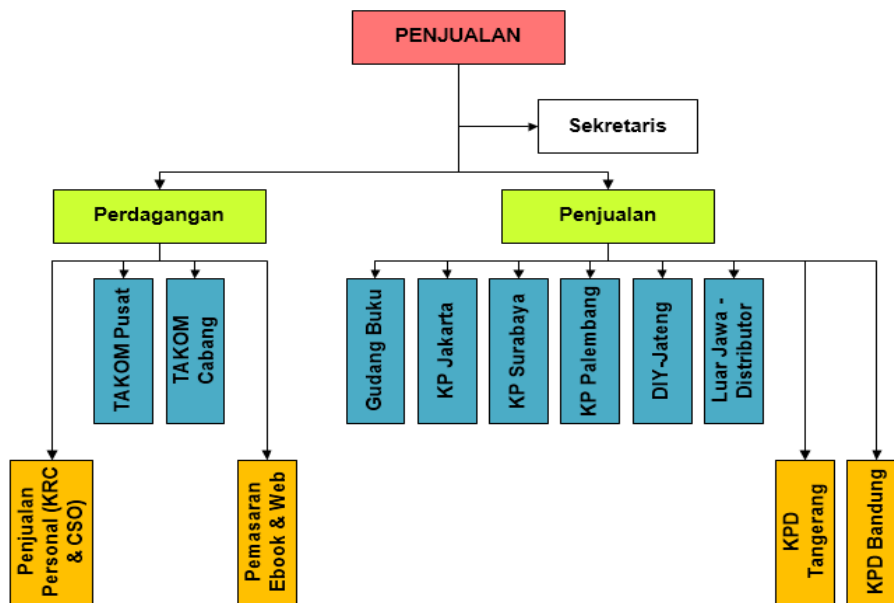 PENJUALAN
Sekretaris
Perdagangan
Penjualan
TAKOM Pusat
TAKOM
Cabang
Gudang Buku
KP Jakarta
KP Surabaya
KP Palembang
DIY-Jateng
Luar Jawa -
Distributor
Penjualan
Personal (KRC
& CSO)
Pemasaran
Ebook & Web
KPD
Tangerang
KPD Bandung